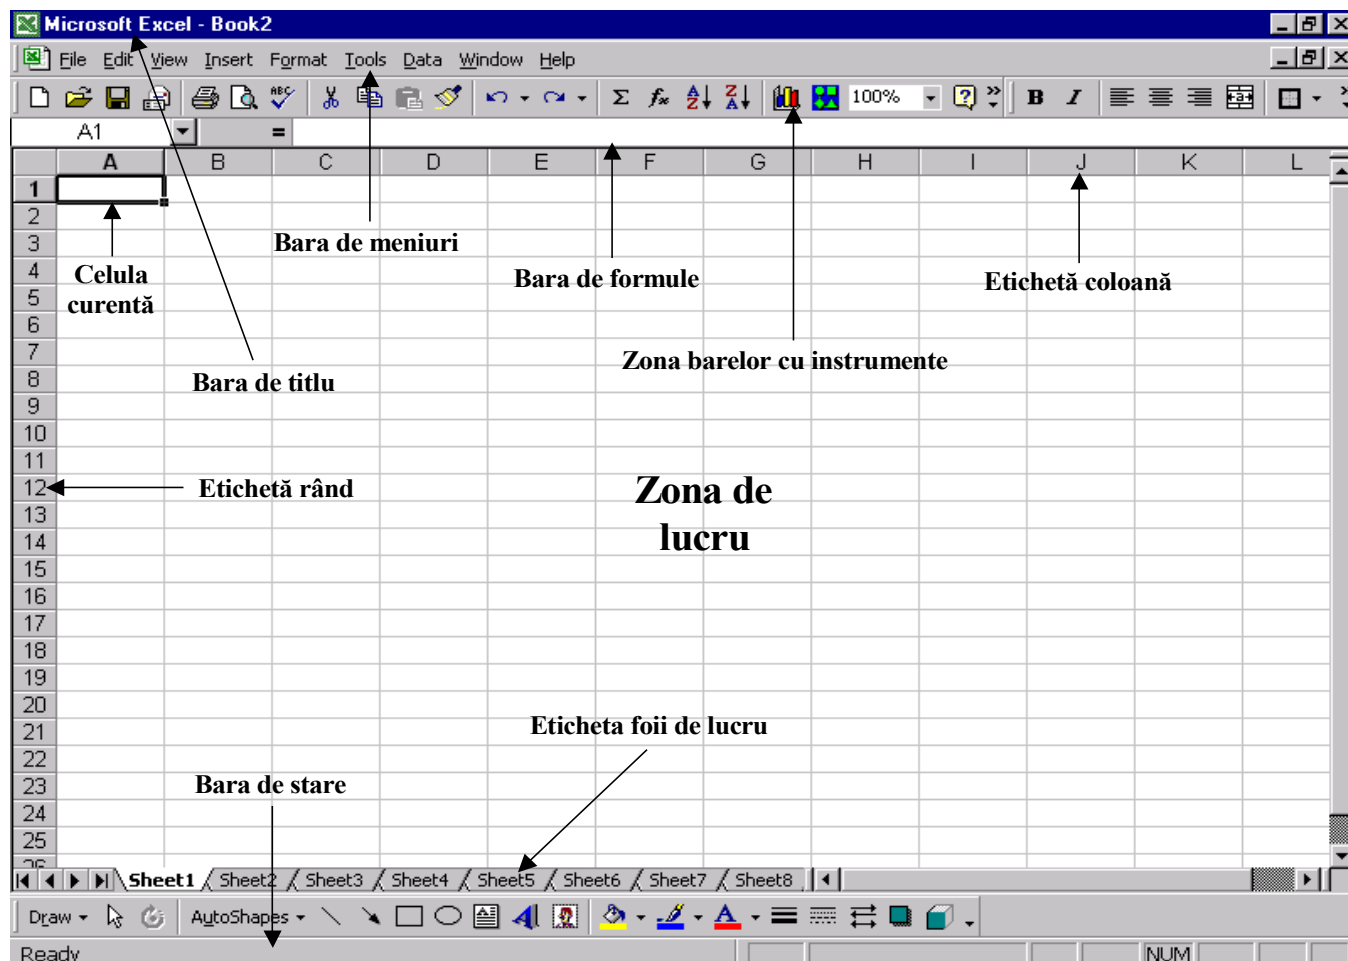 Microsoft Excel - Book2
File Edit View Insert Format Tools Data Window Help
ABC Σ fx A Z Z A 100% ? » B I a
A1 =
A B C D E F G H I J K L
1
2
3 Bara de meniuri
4 Celula Bara de formule Etichetă coloană
5 curentă
6
7 Zona barelor cu instrumente
8 Bara de titlu
9
10
11
12 Etichetă rând Zona de
13
14 lucru
15
16
17
18
19
20
21 Eticheta foii de lucru
22
23 Bara de stare
24
25
26
Sheet1 Sheet2 Sheet3 Sheet4 Sheet5 Sheet6 Sheet7 Sheet8
Draw AutoShapes A A A
Ready NUM